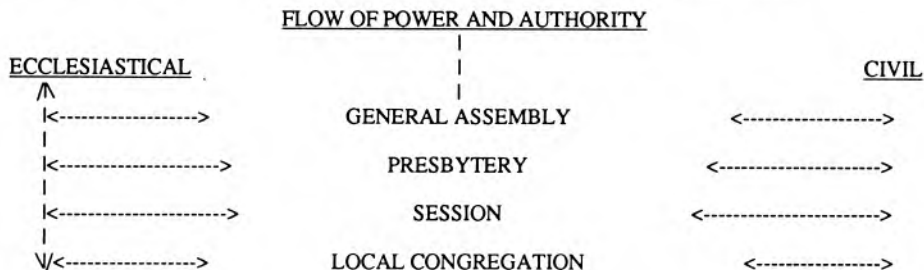 FLOW OF POWER AND AUTHORITY
ECCLESIASTICAL CIVIL
GENERAL ASSEMBLY
PRESBYTERY
SESSION
LOCAL CONGREGATION